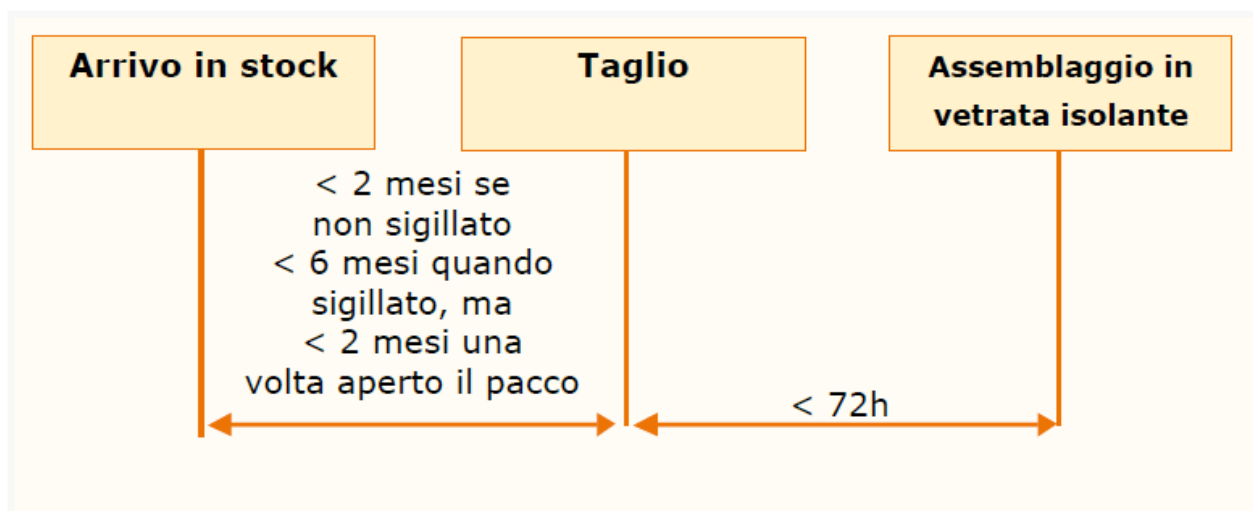 Arrivo in stock
Taglio
Assemblaggio in
vetrata isolante
< 2 mesi se
non sigillato
< 6 mesi quando
sigillato, ma
< 2 mesi una
volta aperto il pacco
< 72h